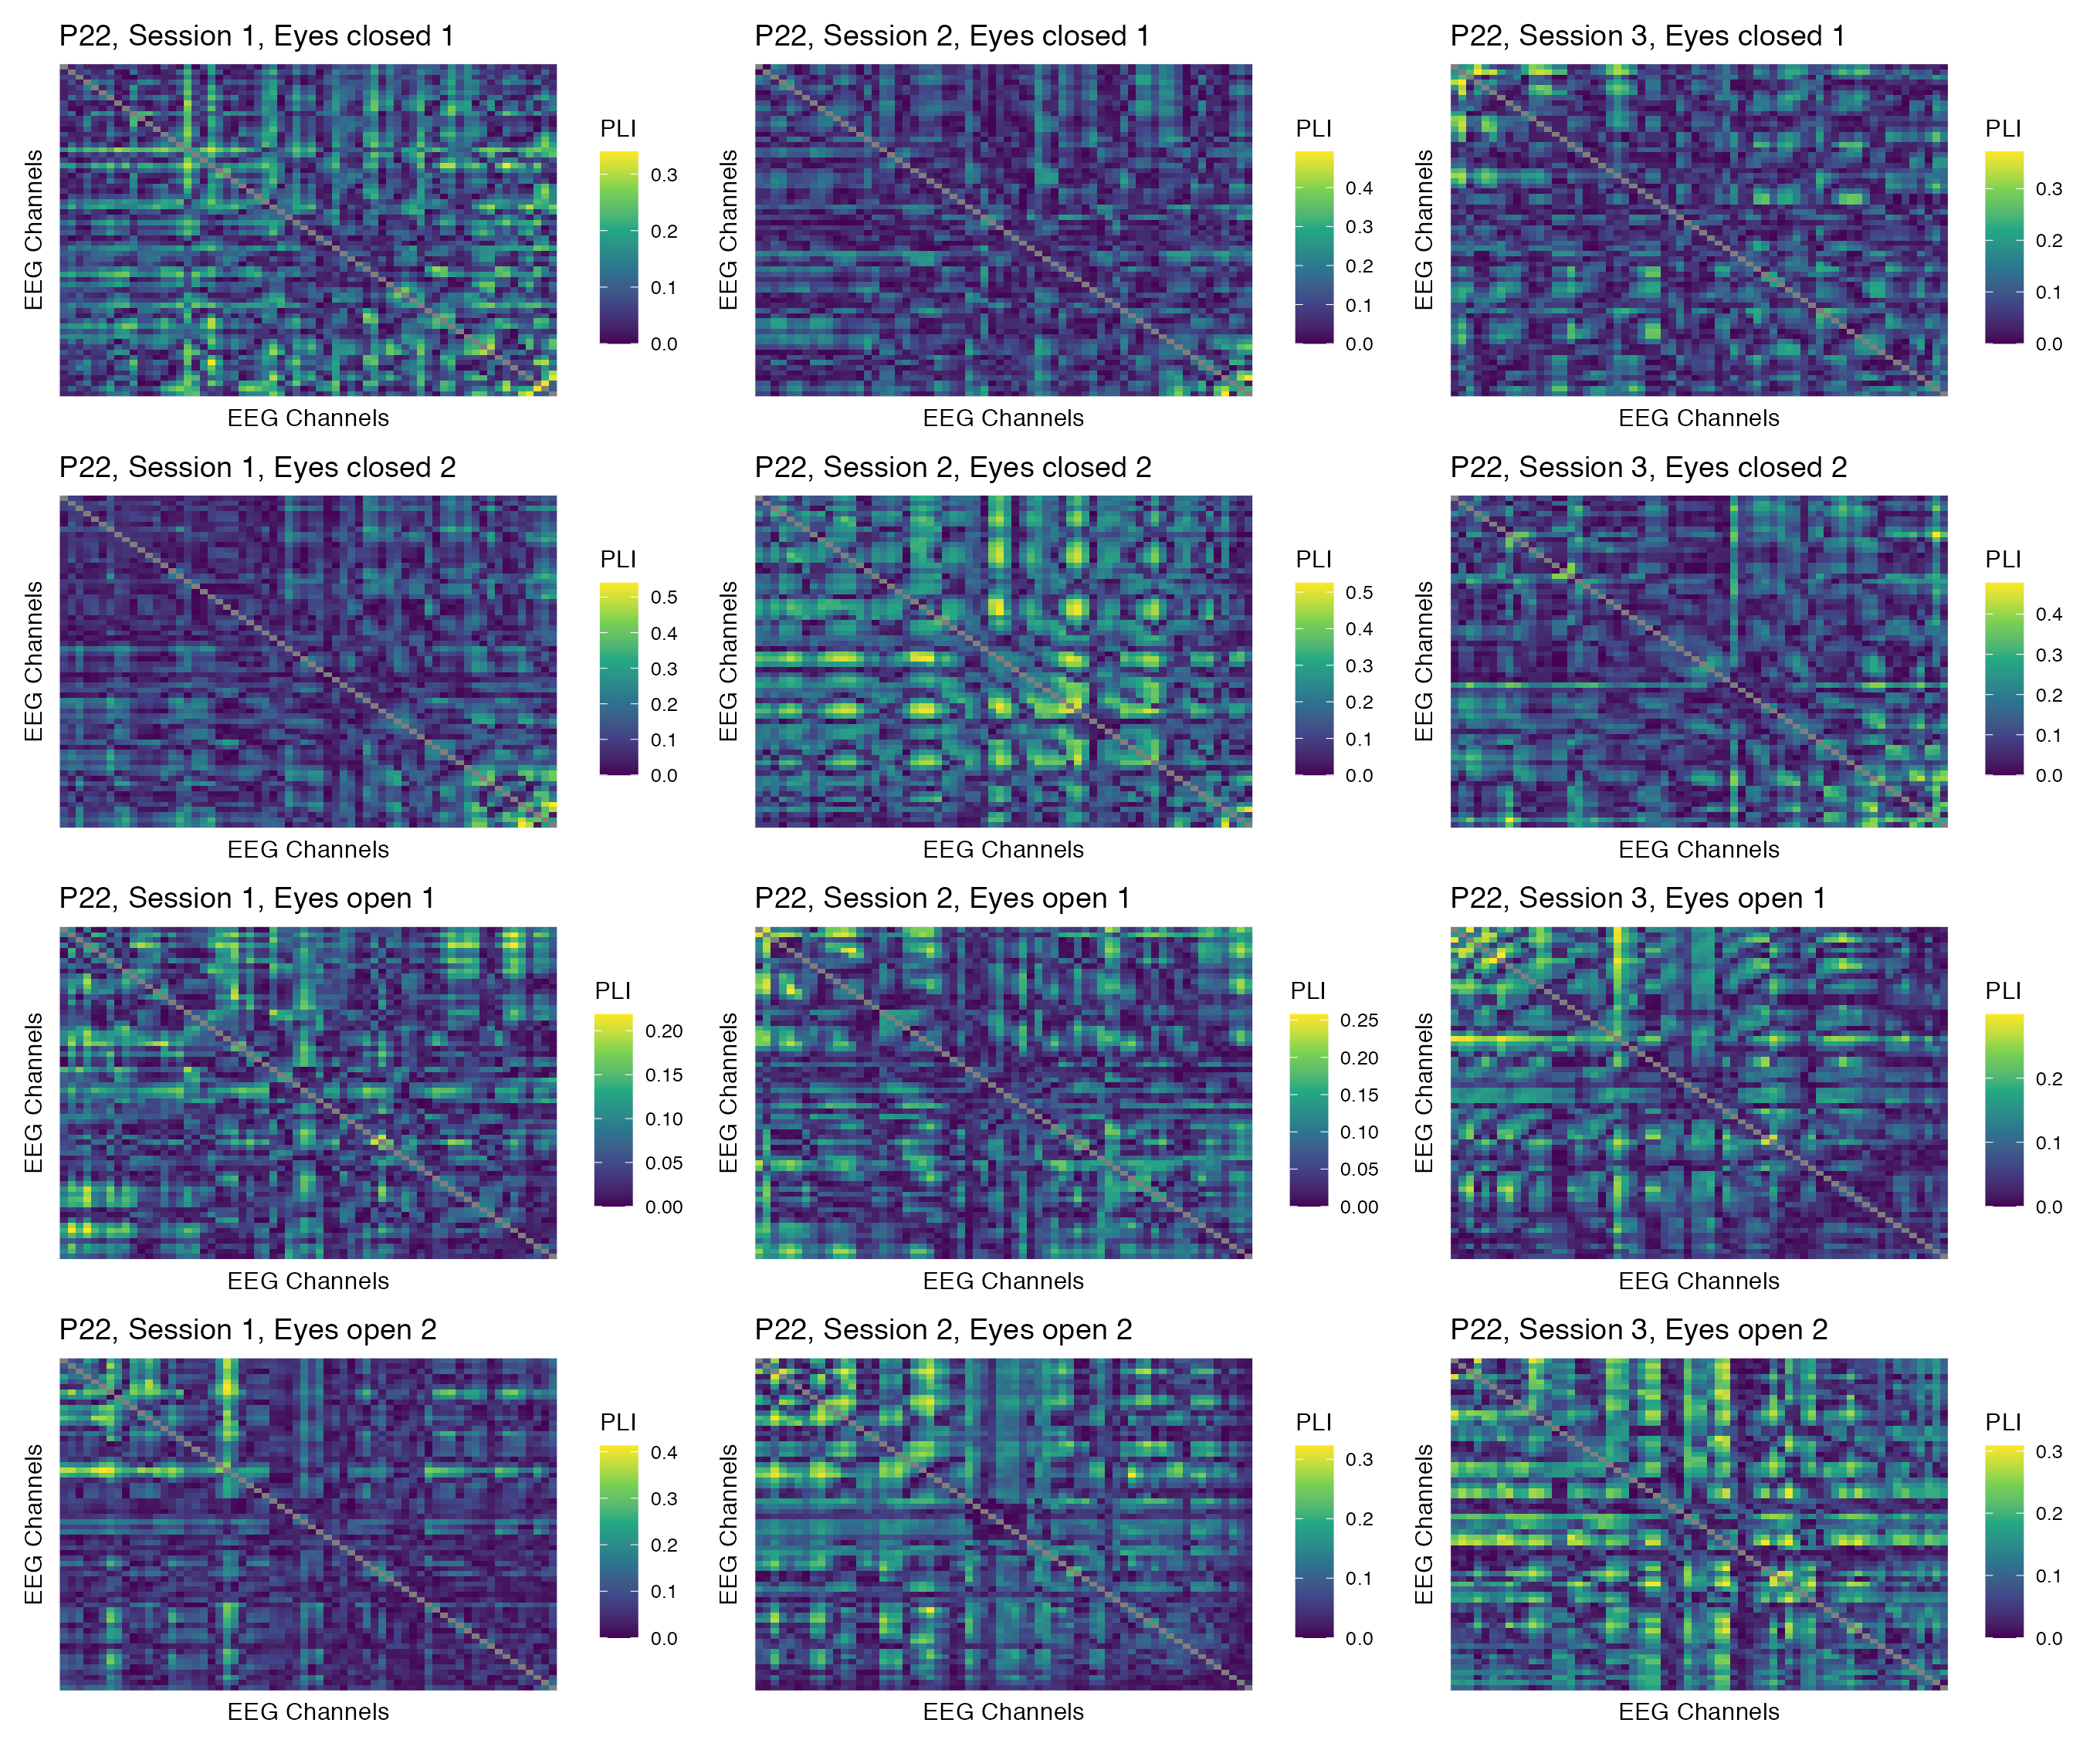 P22, Session 1, Eyes closed 1
EEG Channels
EEG Channels
PLI
0.3
0.2
0.1
0.0
P22, Session 2, Eyes closed 1
EEG Channels
EEG Channels
PLI
0.4
0.3
0.2
0.1
0.0
P22, Session 3, Eyes closed 1
EEG Channels
EEG Channels
PLI
0.3
0.2
0.1
0.0
P22, Session 1, Eyes closed 2
EEG Channels
EEG Channels
PLI
0.5
0.4
0.3
0.2
0.1
0.0
P22, Session 2, Eyes closed 2
EEG Channels
EEG Channels
PLI
0.5
0.4
0.3
0.2
0.1
0.0
P22, Session 3, Eyes closed 2
EEG Channels
EEG Channels
PLI
0.4
0.3
0.2
0.1
0.0
P22, Session 1, Eyes open 1
EEG Channels
EEG Channels
PLI
0.20
0.15
0.10
0.05
0.00
P22, Session 2, Eyes open 1
EEG Channels
EEG Channels
PLI
0.25
0.20
0.15
0.10
0.05
0.00
P22, Session 3, Eyes open 1
EEG Channels
EEG Channels
PLI
0.2
0.1
0.0
P22, Session 1, Eyes open 2
EEG Channels
EEG Channels
PLI
0.4
0.3
0.2
0.1
0.0
P22, Session 2, Eyes open 2
EEG Channels
EEG Channels
PLI
0.3
0.2
0.1
0.0
P22, Session 3, Eyes open 2
EEG Channels
EEG Channels
PLI
0.3
0.2
0.1
0.0